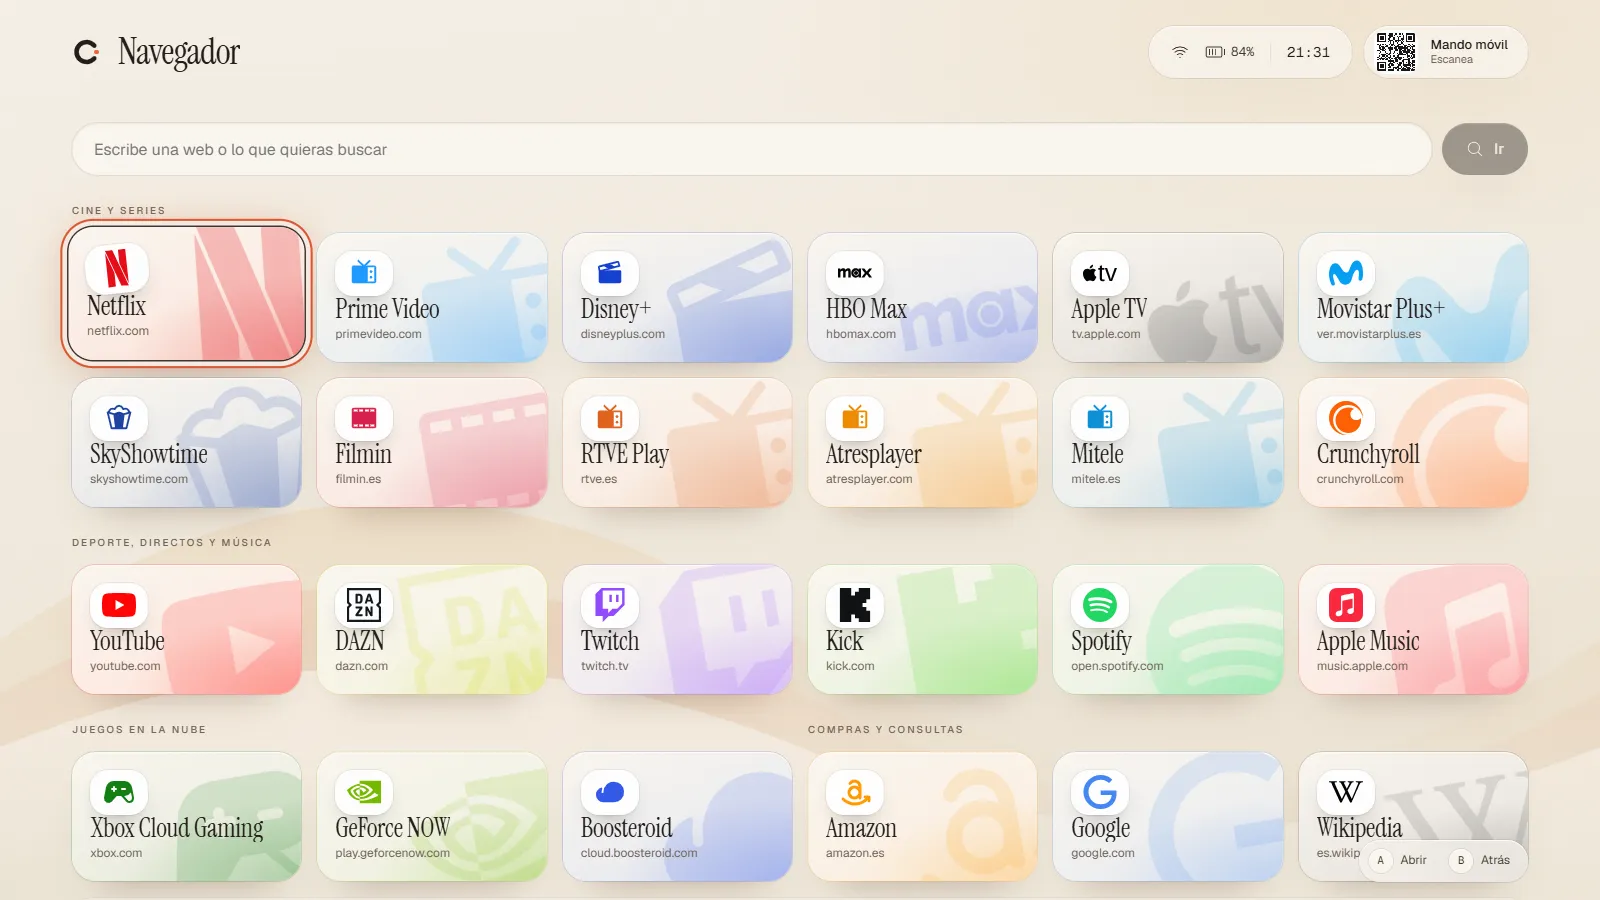 Navegador
84%
21:31
Mando móvil
Escanea
Escribe una web o lo que quieras buscar
Ir
CINE Y SERIES
Netflix
netflix.com
Prime Video
primevideo.com
Disney+
disneyplus.com
max
HBO Max
hbomax.com
tv
Apple TV
tv.apple.com
Movistar Plus+
ver.movistarplus.es
SkyShowtime
skyshowtime.com
Filmin
filmin.es
RTVE Play
rtve.es
Atresplayer
atresplayer.com
Mitele
mitele.es
Crunchyroll
crunchyroll.com
DEPORTE, DIRECTOS Y MÚSICA
YouTube
youtube.com
DA
ZN
DAZN
dazn.com
Twitch
twitch.tv
Kick
kick.com
Spotify
open.spotify.com
Apple Music
music.apple.com
JUEGOS EN LA NUBE
COMPRAS Y CONSULTAS
Xbox Cloud Gaming
xbox.com
GeForce NOW
play.geforcenow.com
Boosteroid
cloud.boosteroid.com
Amazon
amazon.es
Google
google.com
W
Wikipedia
es.wikip
A Abrir
B Atrás